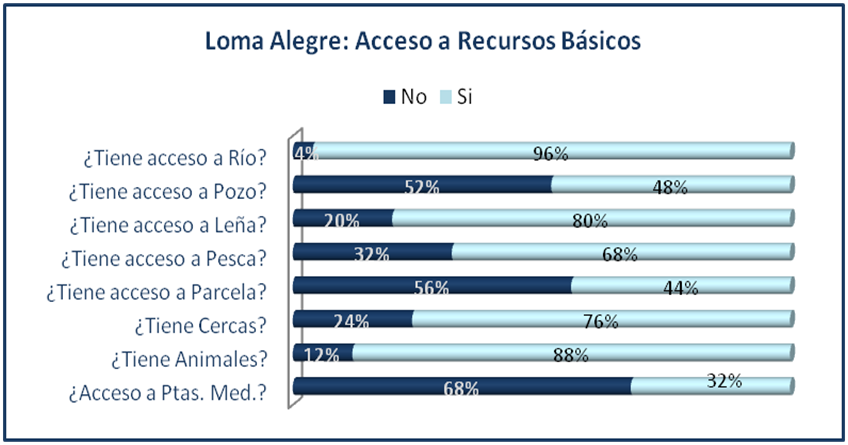 Loma Alegre: Acceso a Recursos Básicos
No Si
¿Tiene acceso a Río? 4% 96%
¿Tiene acceso a Pozo? 52% 48%
¿Tiene acceso a Leña? 20% 80%
¿Tiene acceso a Pesca? 32% 68%
¿Tiene acceso a Parcela? 56% 44%
¿Tiene Cercas? 24% 76%
¿Tiene Animales? 12% 88%
¿Acceso a Ptas. Med.? 68% 32%